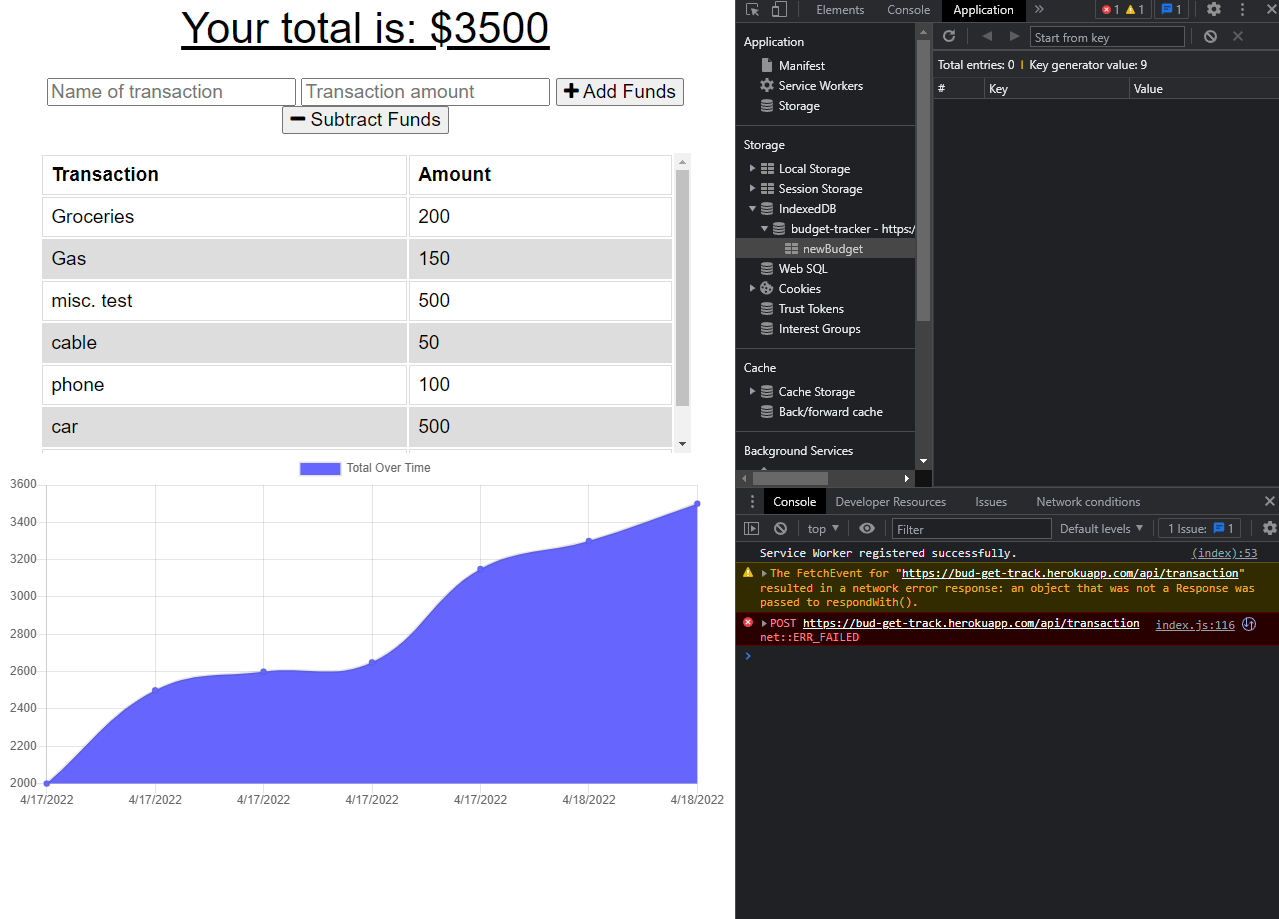 Your total is: $3500
Name of transaction Transaction amount Add Funds
Subtract Funds
Transaction Amount
Groceries 200
Gas 150
misc. test 500
cable 50
phone 100
car 500
Total Over Time
3600
3400
3200
3000
2800
2600
2400
2200
2000
4/17/2022 4/17/2022 4/17/2022 4/17/2022 4/17/2022 4/18/2022 4/18/2022
Elements Console Application » 1 1 1
Application
Manifest
Service Workers
Storage
Storage
Local Storage
Session Storage
IndexedDB
budget-tracker - https:/
newBudget
Web SQL
Cookies
Trust Tokens
Interest Groups
Cache
Cache Storage
Back/forward cache
Background Services
Start from key
Total entries: 0 Key generator value: 9
# Key Value
Console Developer Resources Issues Network conditions
top Filter Default levels 1 Issue: 1
Service Worker registered successfully. (index):53
The FetchEvent for "https://bud-get-track.herokuapp.com/api/transaction"
resulted in a network error response: an object that was not a Response was
passed to respondWith().
POST https://bud-get-track.herokuapp.com/api/transaction index.js:116
net::ERR_FAILED